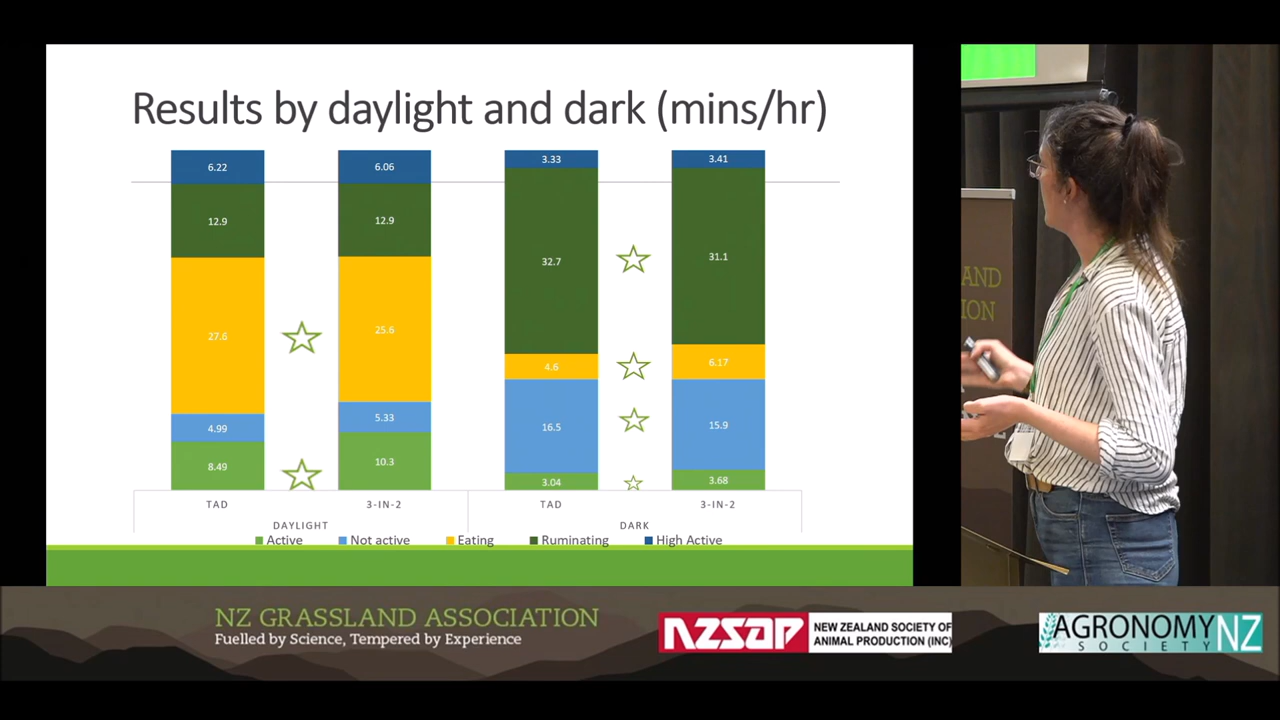 Results by daylight and dark (mins/hr)
6.22
6.06
3.33
3.41
12.9
12.9
32.7
31.1
27.6
25.6
4.6
6.17
4.99
5.33
16.5
15.9
8.49
10.3
3.04
3.68
TAD
3-IN-2
TAD
3-IN-2
DAYLIGHT
DARK
Active
Not active
Eating
Ruminating
High Active
AND
ION
NZ GRASSLAND ASSOCIATION
Fuelled by Science, Tempered by Experience
NZSAP
NEW ZEALAND SOCIETY OF
ANIMAL PRODUCTION (INC)
AGRONOMY NZ
SOCIETY